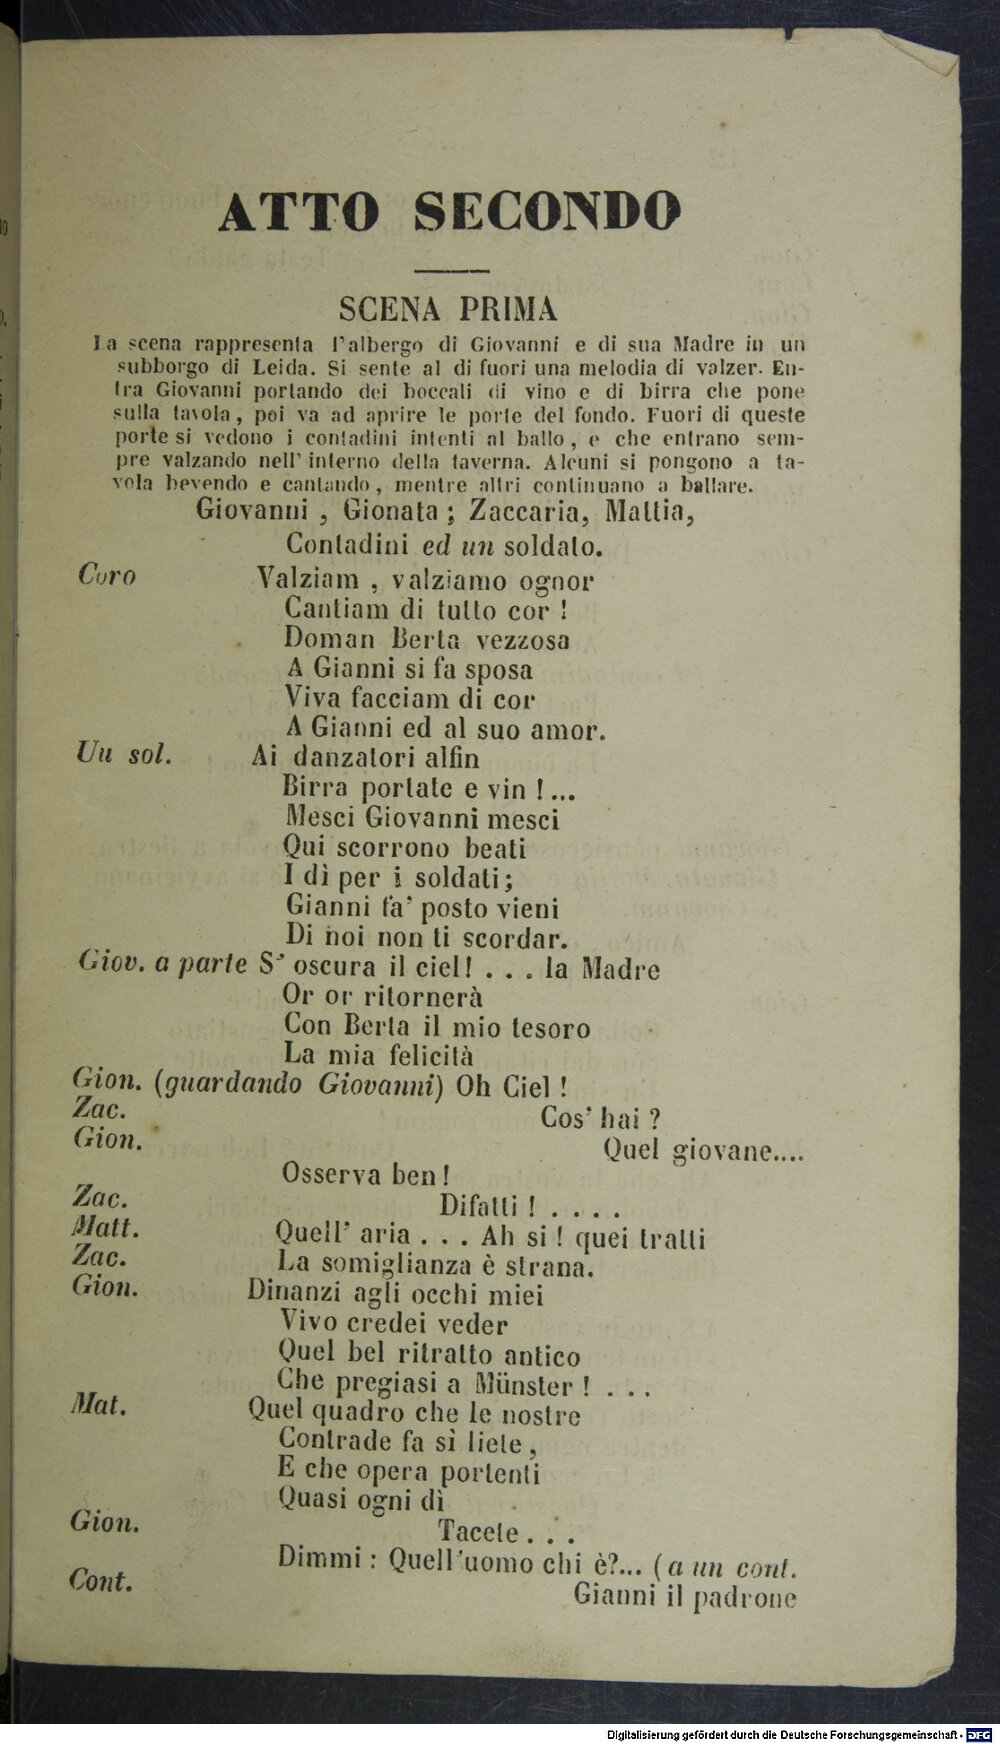 ATTO SECONDO
SCENA PRIMA
La scena rappresenta l'albergo di Giovanni e di sua Madre in un
subborgo di Leida. Si sente al di fuori una melodia di valzer. En-
tra Giovanni portando dei boccali di vino e di birra che pone
sulla tavola, poi va ad aprire le porte del fondo. Fuori di queste
porte si vedono i contadini intenti al ballo, e che entrano sem-
pre valzando nell' interno della taverna. Alcuni si pongono a ta-
vola bevendo e cantando, mentre altri continuano a ballare.
Giovanni, Gionata; Zaccaria, Mattia,
Contadini ed un soldato.
Coro Valziam, valziamo ognor
Cantiam di tutto cor!
Doman Berta vezzosa
A Gianni si fa sposa
Viva facciam di cor
A Gianni ed al suo amor.
Uu sol. Ai danzatori alfin
Birra portate e vin!...
Mesci Giovanni mesci
Qui scorrono beati
I dì per i soldati;
Gianni fa' posto vieni
Di noi non ti scordar.
Giov. a parte S' oscura il ciel! . . . la Madre
Or or ritornerà
Con Berta il mio tesoro
La mia felicità
Gion. (guardando Giovanni) Oh Ciel!
Zac. Cos' hai?
Gion. Quel giovane....
Osserva ben!
Zac. Difatti! . . . .
Matt. Quell' aria . . . Ah si! quei tratti
Zac. La somiglianza è strana.
Gion. Dinanzi agli occhi miei
Vivo credei veder
Quel bel ritratto antico
Che pregiasi a Münster! . . .
Mat. Quel quadro che le nostre
Contrade fa sì liete,
E che opera portenti
Quasi ogni dì
Gion. Tacete . . .
Dimmi: Quell'uomo chi è?... (a un cont.
Cont. Gianni il padrone
Digitalisierung gefördert durch die Deutsche Forschungsgemeinschaft - DFG